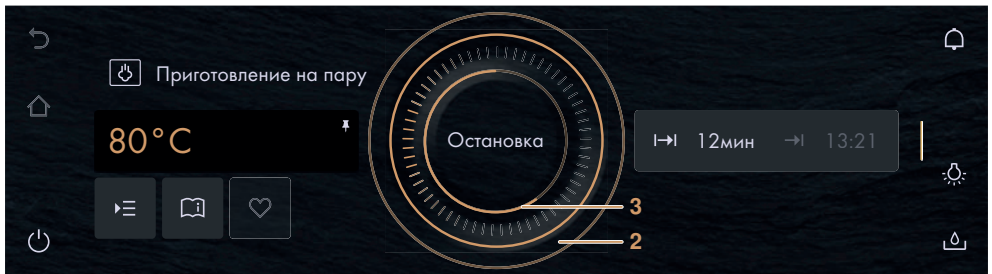 Приготовление на пару
80°C
Остановка
12мин
13:21
3
2